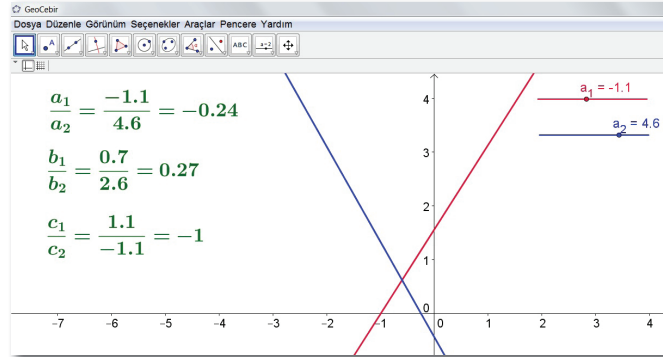 GeoCebir
Dosya Düzenle Görünüm Seçenekler Araçlar Pencere Yardım
A ABC a=2
a₁/a₂ = -1.1/4.6 = -0.24
b₁/b₂ = 0.7/2.6 = 0.27
c₁/c₂ = 1.1/-1.1 = -1
a₁ = -1.1
a₂ = 4.6
4
3
2
1
0
-7 -6 -5 -4 -3 -2 -1 0 1 2 3 4